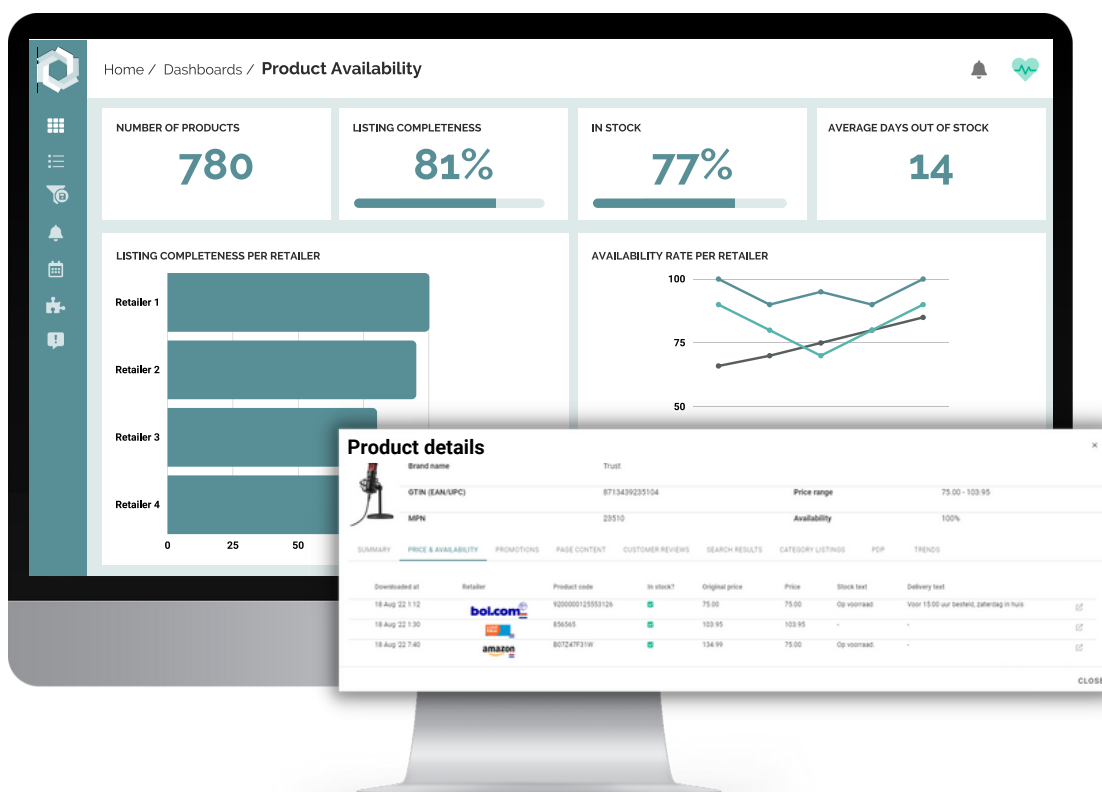 Home / Dashboards / Product Availability
NUMBER OF PRODUCTS
780
LISTING COMPLETENESS
81%
IN STOCK
77%
AVERAGE DAYS OUT OF STOCK
14
LISTING COMPLETENESS PER RETAILER
Retailer 1
Retailer 2
Retailer 3
Retailer 4
0 25 50
AVAILABILITY RATE PER RETAILER
100
75
50
Product details
×
Brand name Trust
GTIN (EAN/UPC) 8713439235104 Price range 75.00 - 103.95
MPN 23510 Availability 100%
SUMMARY PRICE & AVAILABILITY PROMOTIONS PAGE CONTENT CUSTOMER REVIEWS SEARCH RESULTS CATEGORY LISTINGS PDP TRENDS
Downloaded at Retailer Product code In stock? Original price Price Stock text Delivery text
18 Aug '22 1:12 bol.com 9200000125553126 75.00 75.00 Op voorraad Voor 15:00 uur besteld, zaterdag in huis
18 Aug '22 1:30 856565 103.95 103.95 - -
18 Aug '22 7:40 amazon B07Z47F31W 134.99 75.00 Op voorraad. -
CLOSE